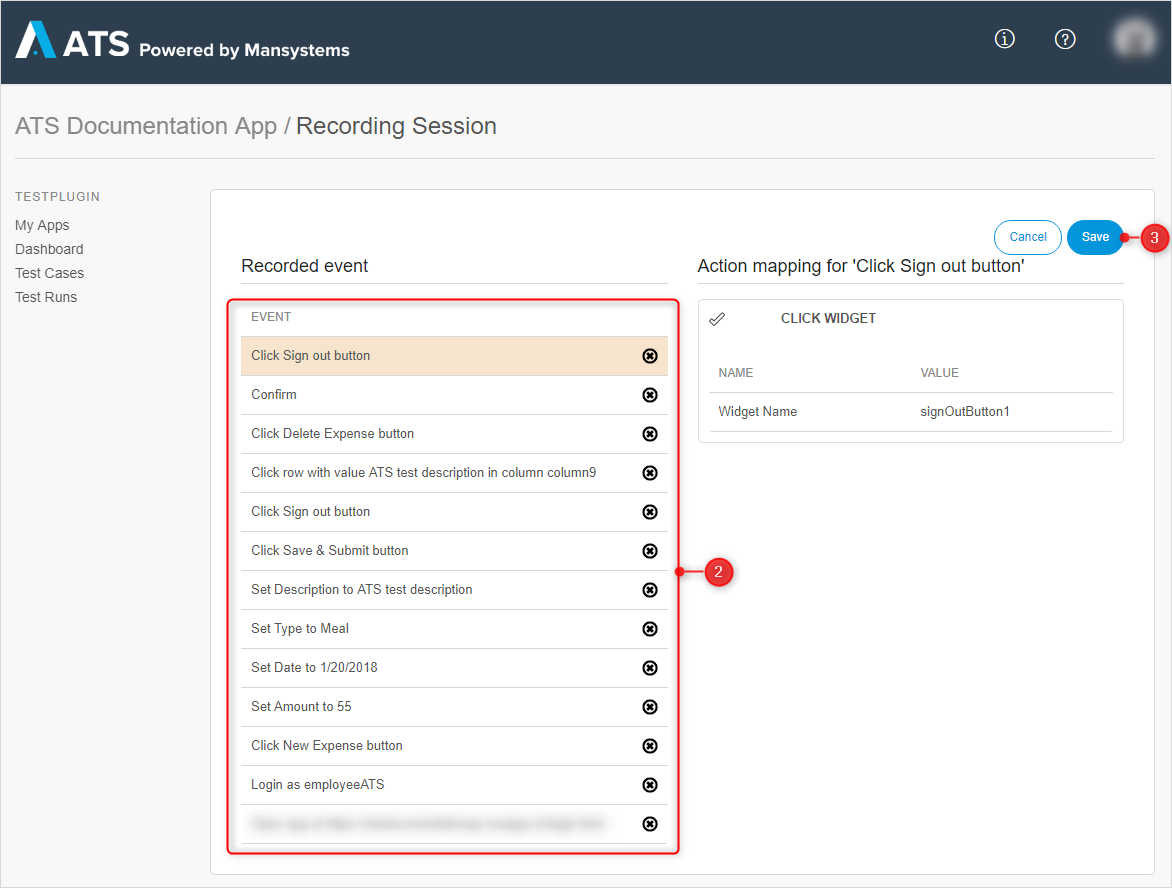 ATS Powered by Mansystems
ATS Documentation App / Recording Session
TESTPLUGIN
My Apps
Dashboard
Test Cases
Test Runs
Cancel
Save
3
Recorded event
EVENT
Click Sign out button
Confirm
Click Delete Expense button
Click row with value ATS test description in column column9
Click Sign out button
Click Save & Submit button
Set Description to ATS test description
Set Type to Meal
Set Date to 1/20/2018
Set Amount to 55
Click New Expense button
Login as employeeATS
2
Action mapping for 'Click Sign out button'
CLICK WIDGET
NAME VALUE
Widget Name signOutButton1